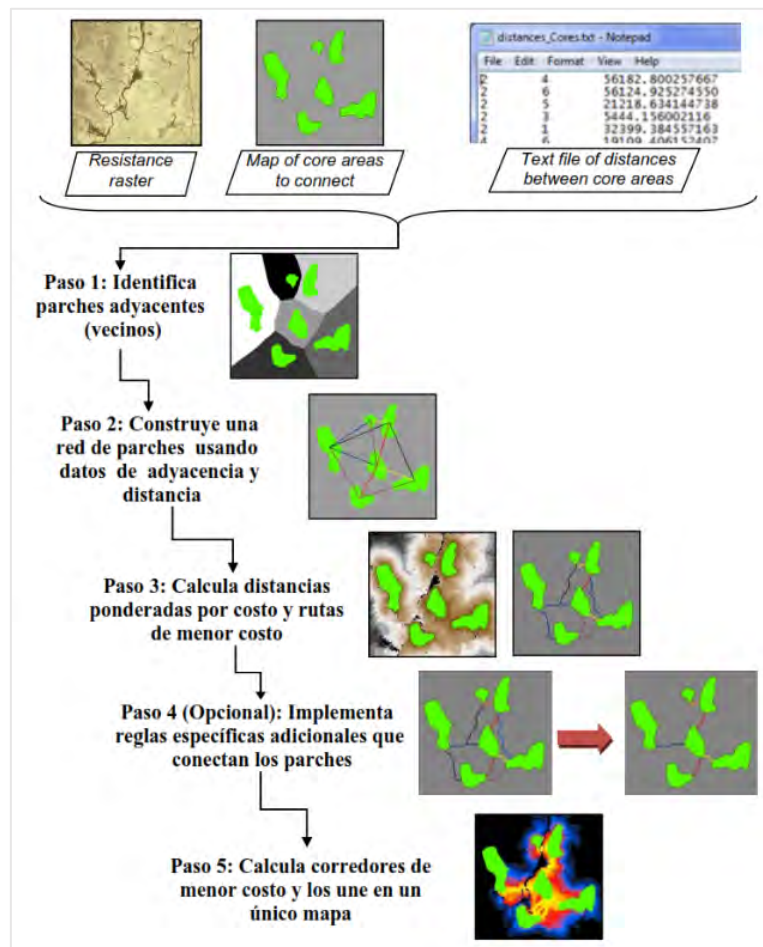 distances_Cores.txt - Notepad
File Edit Format View Help
2 4 56182.800257667
2 6 56124.925274550
2 5 21218.634144738
2 3 5444.156002116
2 1 32399.384557163
4 6 19109.406152407
Resistance
raster
Map of core areas
to connect
Text file of distances
between core areas
Paso 1: Identifica
parches adyacentes
(vecinos)
Paso 2: Construye una
red de parches usando
datos de adyacencia y
distancia
Paso 3: Calcula distancias
ponderadas por costo y rutas
de menor costo
Paso 4 (Opcional): Implementa
reglas específicas adicionales que
conectan los parches
Paso 5: Calcula corredores de
menor costo y los une en un
único mapa